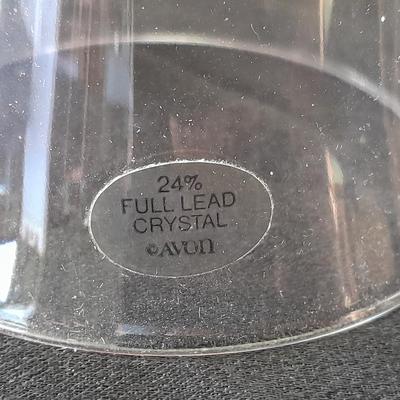 24%
FULL LEAD
CRYSTAL
©AVON